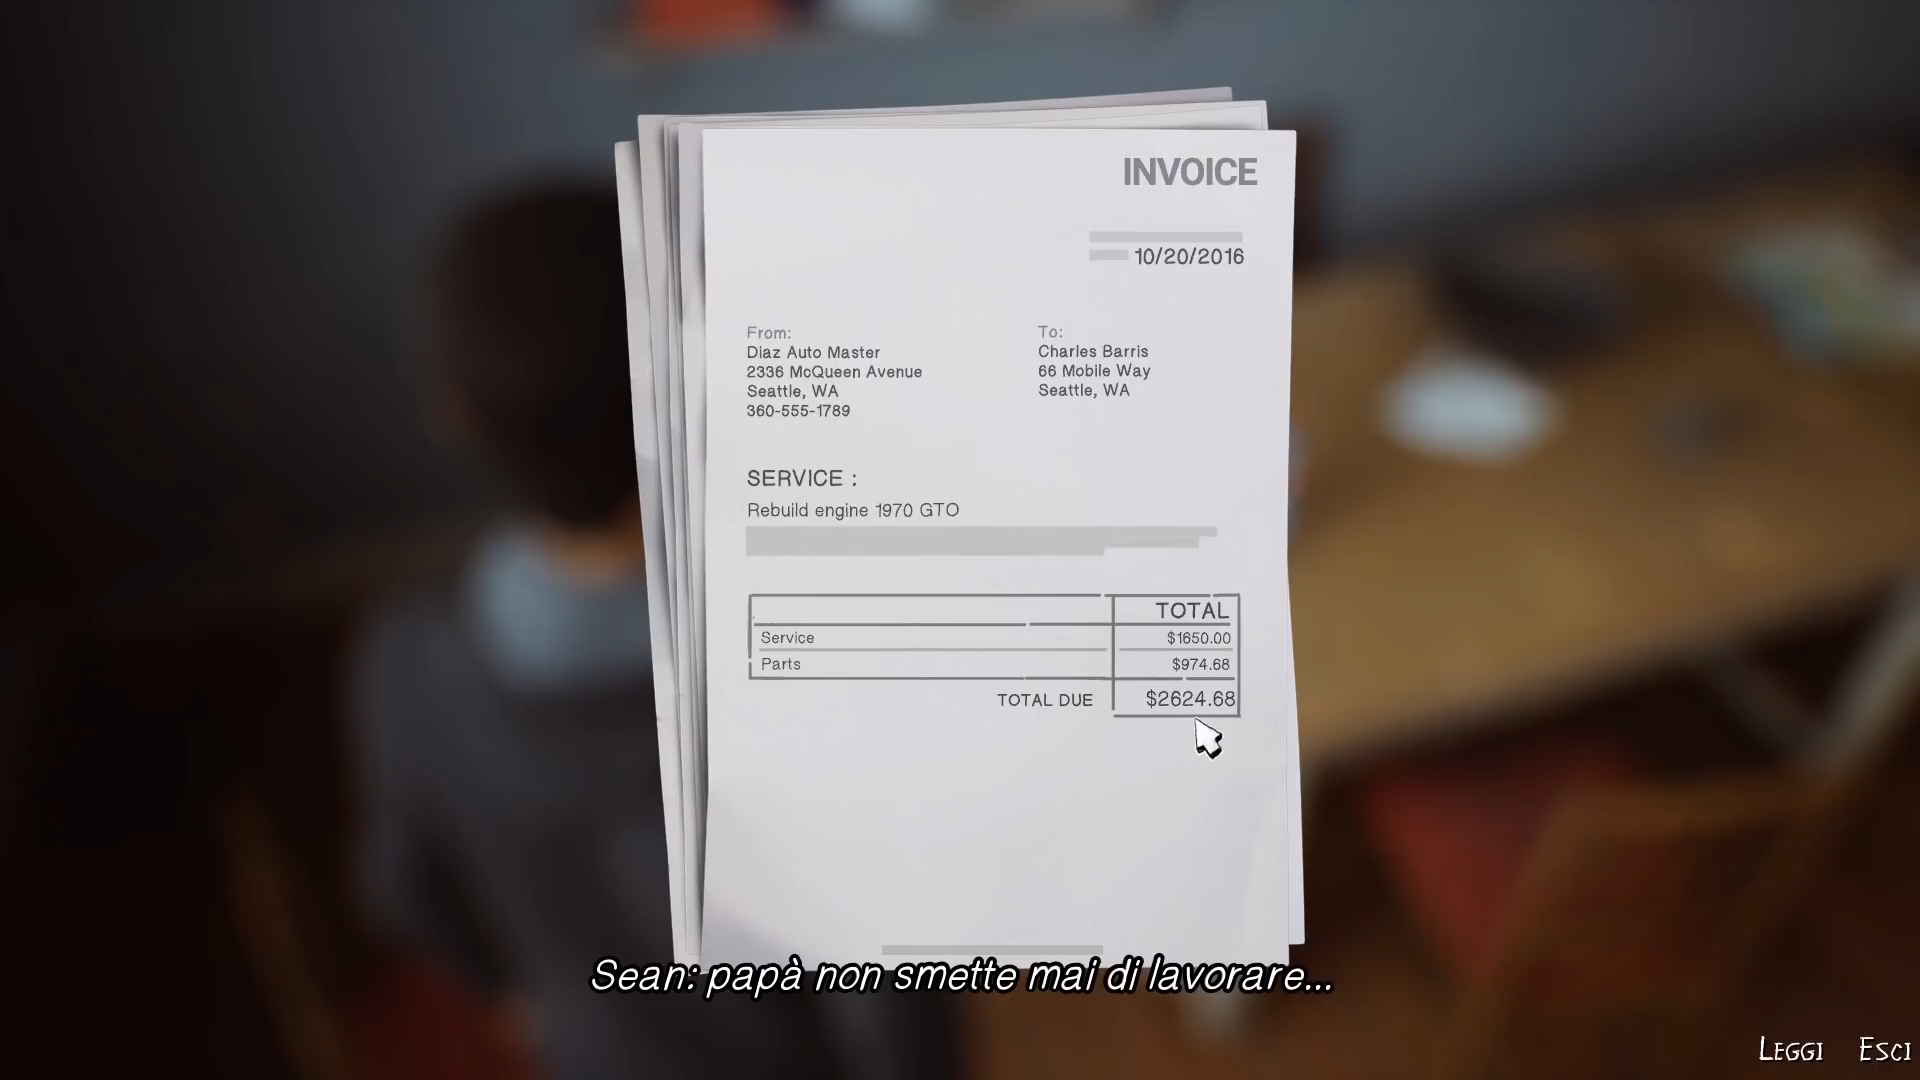 INVOICE
10/20/2016
From:
Diaz Auto Master
2336 McQueen Avenue
Seattle, WA
360-555-1789
To:
Charles Barris
66 Mobile Way
Seattle, WA
SERVICE :
Rebuild engine 1970 GTO
TOTAL
Service $1650.00
Parts $974.68
TOTAL DUE $2624.68
Sean: papà non smette mai di lavorare...
LEGGI ESCI